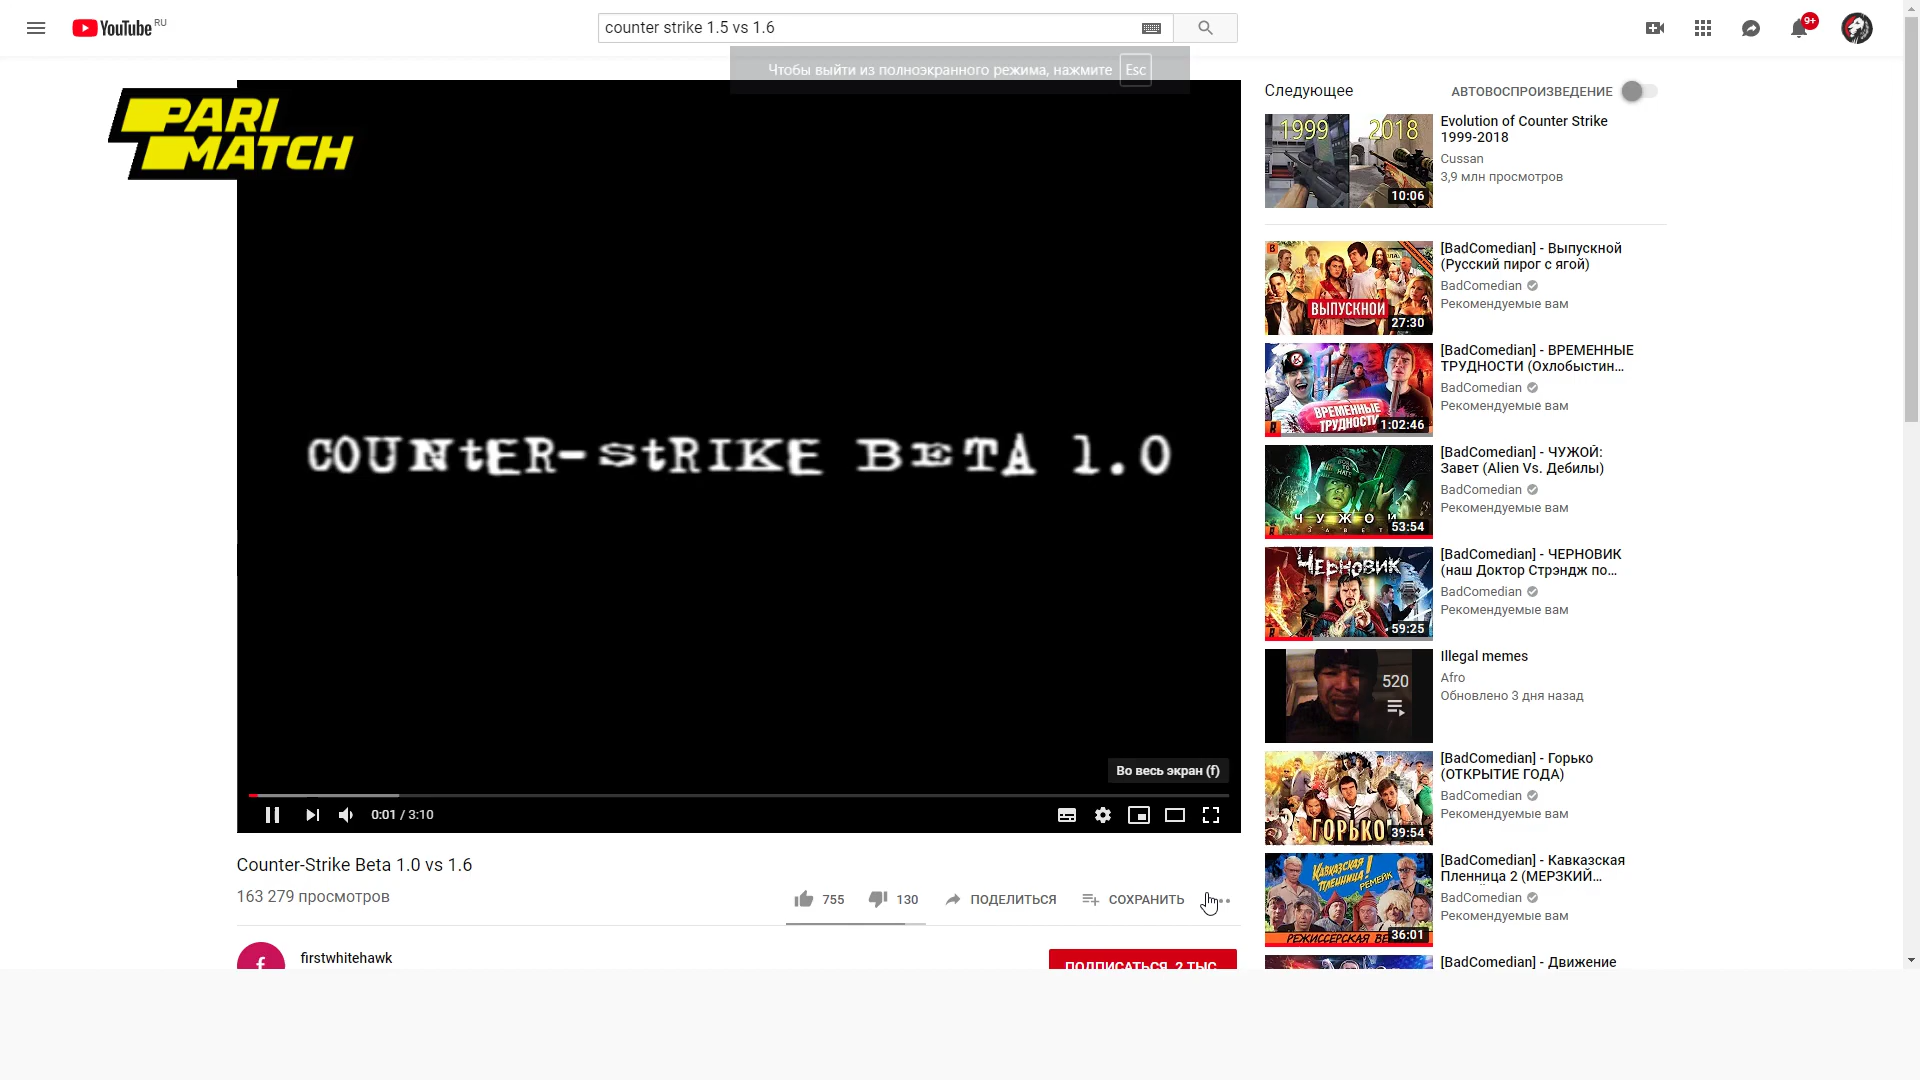 YouTube RU
counter strike 1.5 vs 1.6
9+
Чтобы выйти из полноэкранного режима, нажмите Esc
PARI
MATCH
COUNtER-StRIKE BETA 1.0
Во весь экран (f)
0:01 / 3:10
Counter-Strike Beta 1.0 vs 1.6
163 279 просмотров
755
130
ПОДЕЛИТЬСЯ
СОХРАНИТЬ
f
firstwhitehawk
ПОДПИСАТЬСЯ 2 ТЫС.
Следующее
АВТОВОСПРОИЗВЕДЕНИЕ
1999 2018
10:06
Evolution of Counter Strike
1999-2018
Cussan
3,9 млн просмотров
ВЫПУСКНОЙ
27:30
[BadComedian] - Выпускной
(Русский пирог с ягой)
BadComedian
Рекомендуемые вам
ВРЕМЕННЫЕ
ТРУДНОСТИ
1:02:46
[BadComedian] - ВРЕМЕННЫЕ
ТРУДНОСТИ (Охлобыстин...
BadComedian
Рекомендуемые вам
ЧУЖОЙ
ЗАВЕТ
53:54
[BadComedian] - ЧУЖОЙ:
Завет (Alien Vs. Дебилы)
BadComedian
Рекомендуемые вам
ЧЕРНОВИК
59:25
[BadComedian] - ЧЕРНОВИК
(наш Доктор Стрэндж по...
BadComedian
Рекомендуемые вам
520
Illegal memes
Afro
Обновлено 3 дня назад
ГОРЬКО
39:54
[BadComedian] - Горько
(ОТКРЫТИЕ ГОДА)
BadComedian
Рекомендуемые вам
КАВКАЗСКАЯ
ПЛЕННИЦА!
РЕМЕЙК
РЕЖИССЕРСКАЯ ВЕ
36:01
[BadComedian] - Кавказская
Пленница 2 (МЕРЗКИЙ...
BadComedian
Рекомендуемые вам
[BadComedian] - Движение